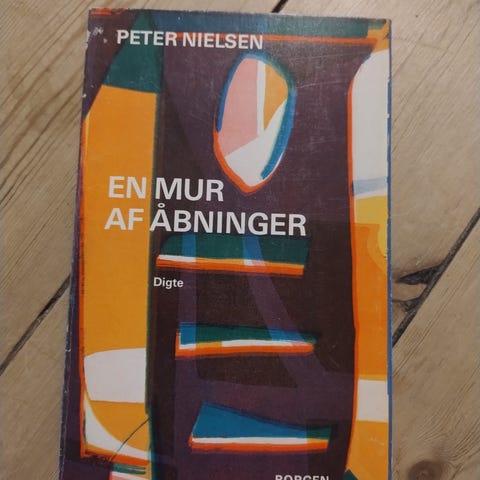 PETER NIELSEN
EN MUR
AF ÅBNINGER
Digte
BORGEN